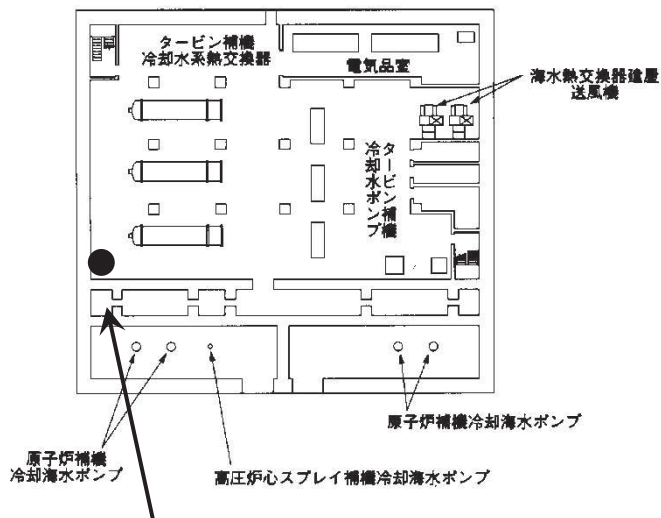 タービン補機
冷却水系熱交換器
電気品室
海水熱交換器建屋
送風機
タービン補機
冷却水ポンプ
原子炉補機冷却海水ポンプ
原子炉補機
冷却海水ポンプ
高圧炉心スプレイ補機冷却海水ポンプ